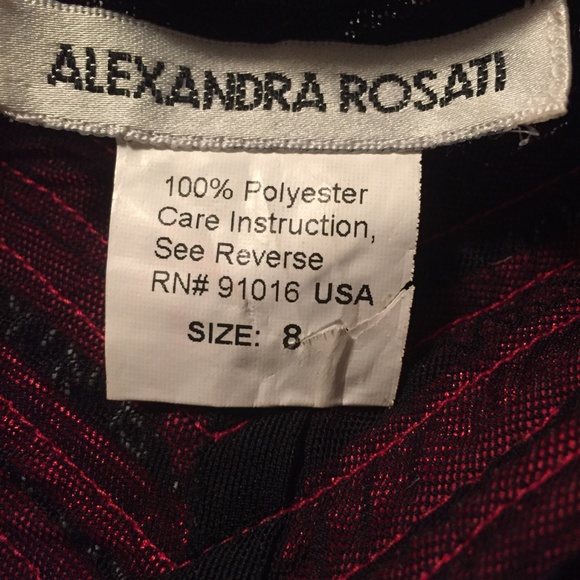 ALEXANDRA ROSATI
100% Polyester
Care Instruction,
See Reverse
RN# 91016 USA
SIZE: 8